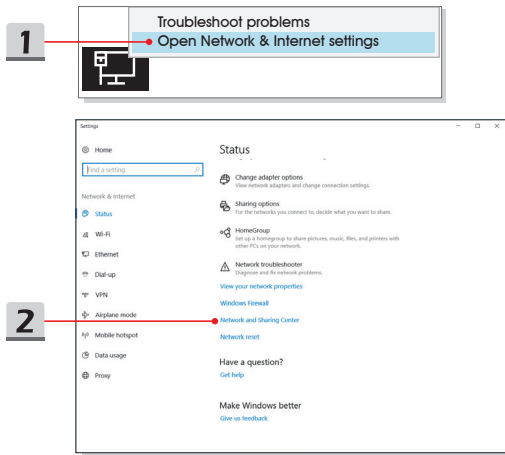 1
Troubleshoot problems
Open Network & Internet settings
Settings
Home
Find a setting
Network & Internet
Status
Wi-Fi
Ethernet
Dial-up
VPN
Airplane mode
Mobile hotspot
Data usage
Proxy
Status
Change adapter options
View network adapters and change connection settings.
Sharing options
For the networks you connect to, decide what you want to share.
HomeGroup
Set up a homegroup to share pictures, music, files, and printers with
other PCs on your network.
Network troubleshooter
Diagnose and fix network problems.
View your network properties
Windows Firewall
2
Network and Sharing Center
Network reset
Have a question?
Get help
Make Windows better
Give us feedback